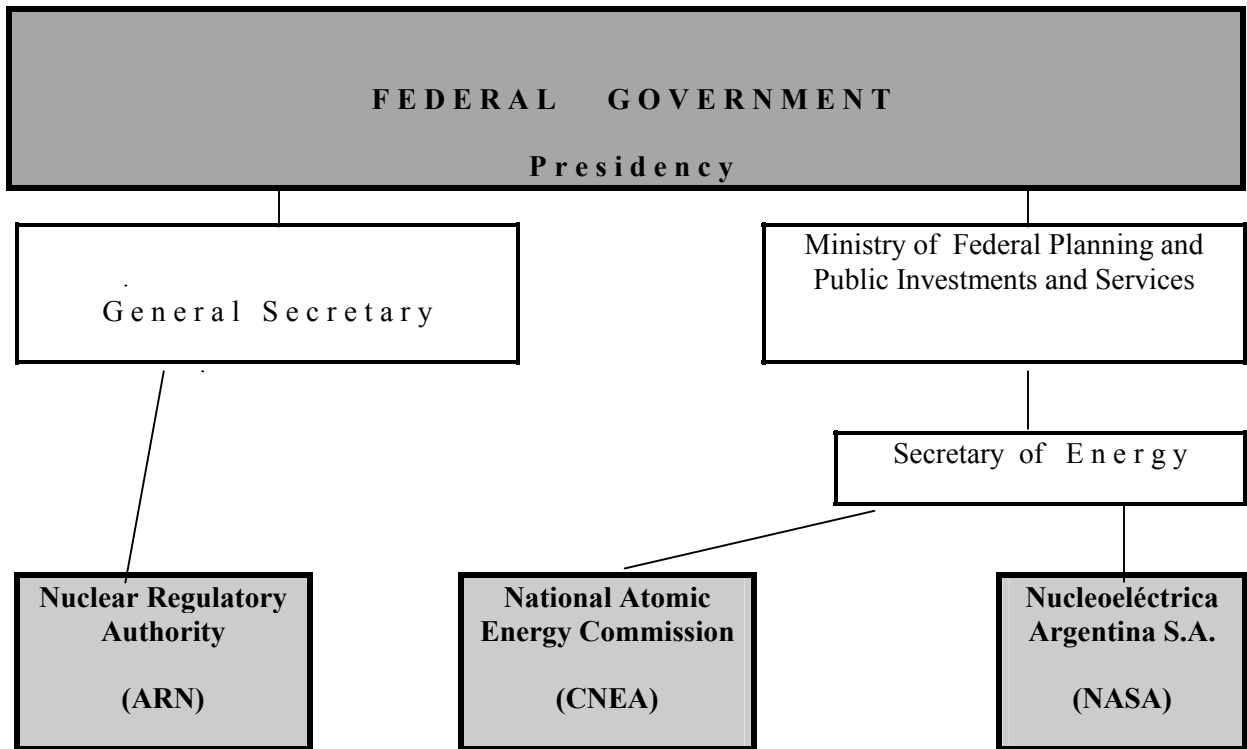 FEDERAL GOVERNMENT
Presidency
General Secretary
Ministry of Federal Planning and
Public Investments and Services
Secretary of Energy
Nuclear Regulatory
Authority
(ARN)
National Atomic
Energy Commission
(CNEA)
Nucleoeléctrica
Argentina S.A.
(NASA)